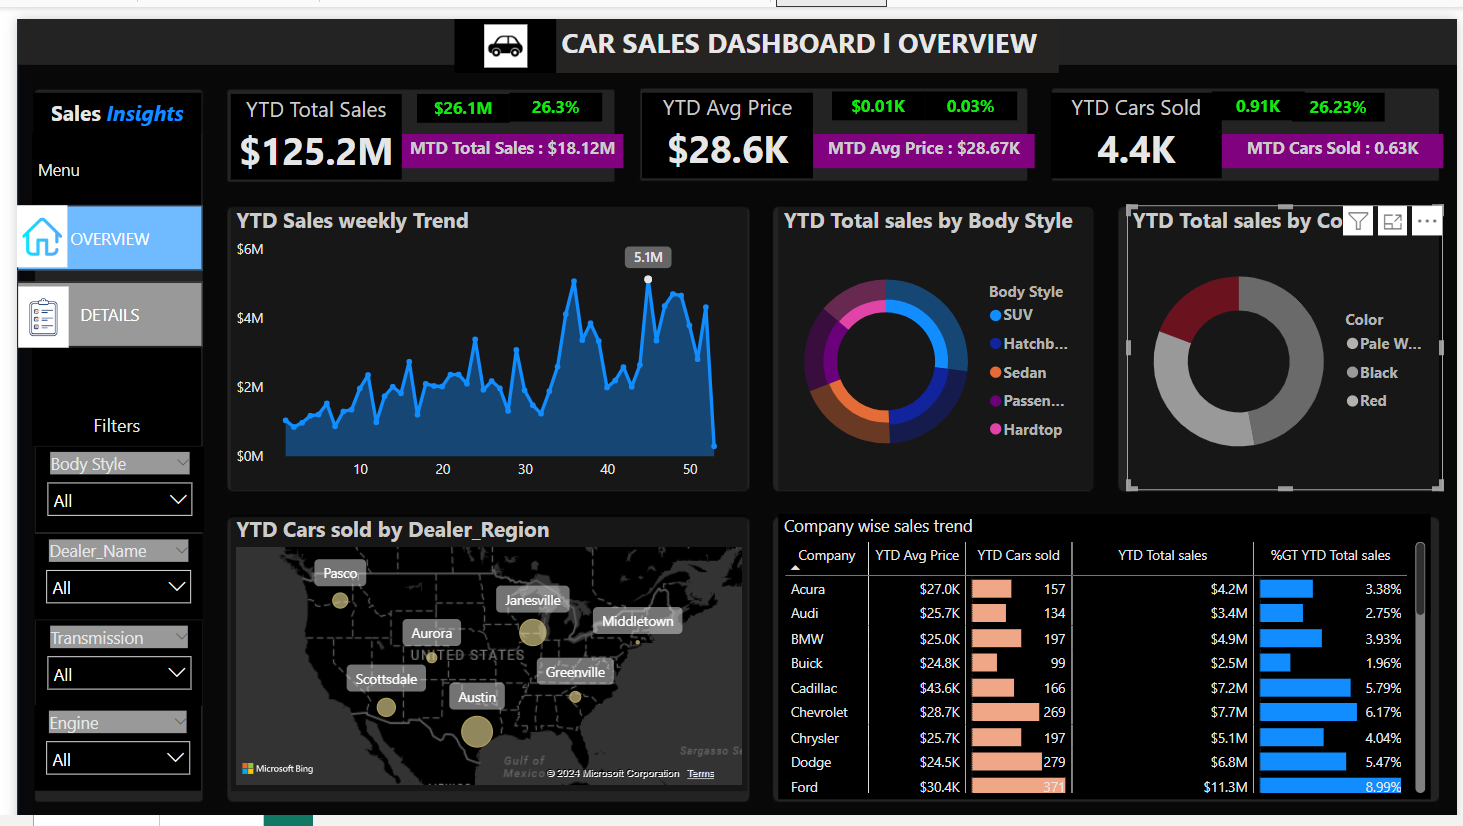 CAR SALES DASHBOARD l OVERVIEW
Sales Insights
Menu
OVERVIEW
DETAILS
Filters
Body Style
All
Dealer_Name
All
Transmission
All
Engine
All
YTD Total Sales
$26.1M
26.3%
$125.2M
MTD Total Sales : $18.12M
YTD Avg Price
$0.01K
0.03%
$28.6K
MTD Avg Price : $28.67K
YTD Cars Sold
0.91K
26.23%
4.4K
MTD Cars Sold : 0.63K
YTD Sales weekly Trend
$6M
$4M
$2M
$0M
5.1M
10
20
30
40
50
YTD Total sales by Body Style
Body Style
SUV
Hatchb...
Sedan
Passen...
Hardtop
YTD Total sales by Co
Color
Pale W...
Black
Red
YTD Cars sold by Dealer_Region
Pasco
Janesville
Middletown
Aurora
UNITED STATES
Scottsdale
Greenville
Austin
Sargasso Se
Gulf of
Mexico
Microsoft Bing
© 2024 Microsoft Corporation Terms
Company wise sales trend
Company YTD Avg Price YTD Cars sold YTD Total sales %GT YTD Total sales
Acura $27.0K 157 $4.2M 3.38%
Audi $25.7K 134 $3.4M 2.75%
BMW $25.0K 197 $4.9M 3.93%
Buick $24.8K 99 $2.5M 1.96%
Cadillac $43.6K 166 $7.2M 5.79%
Chevrolet $28.7K 269 $7.7M 6.17%
Chrysler $25.7K 197 $5.1M 4.04%
Dodge $24.5K 279 $6.8M 5.47%
Ford $30.4K 371 $11.3M 8.99%